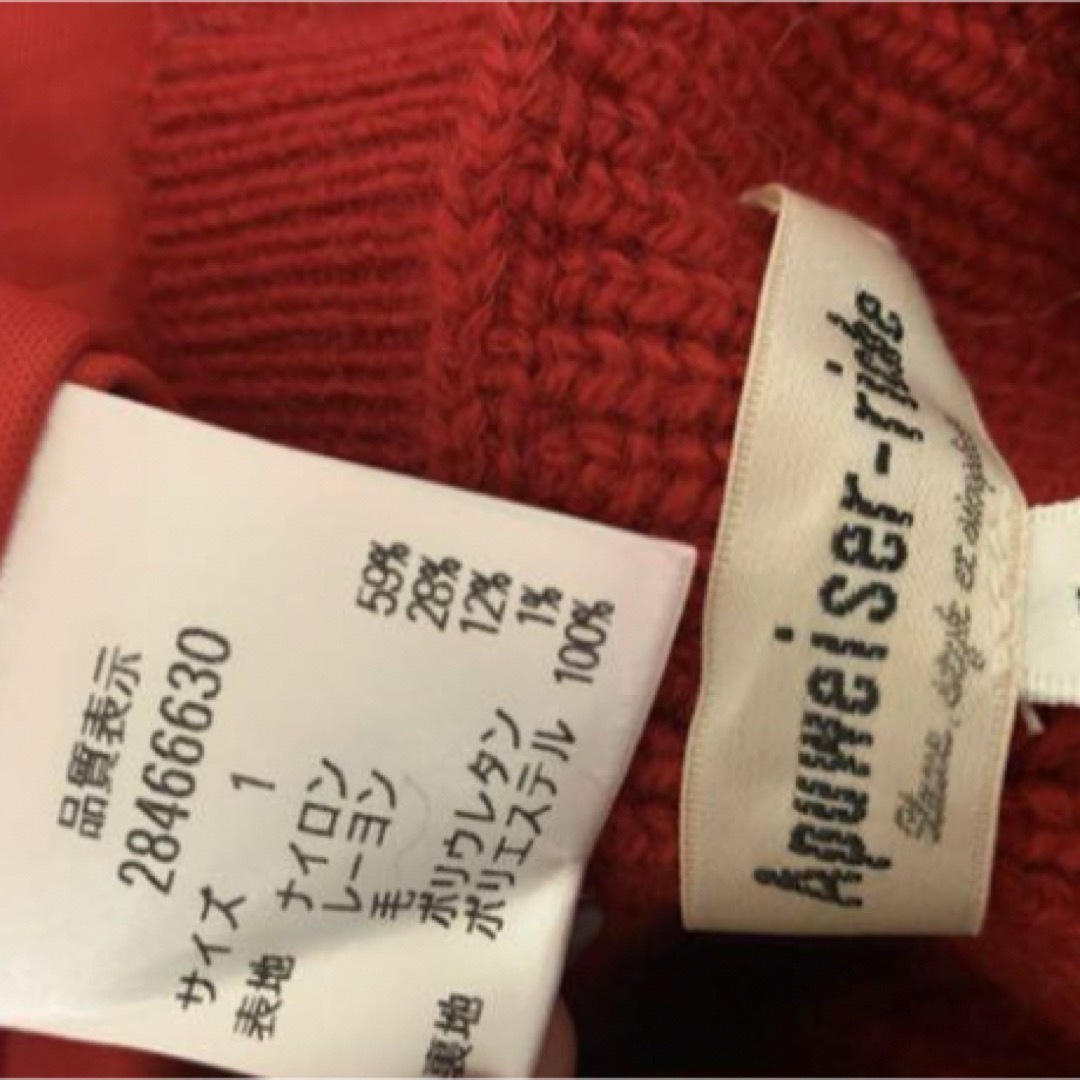 品質表示
28466630
サイズ 1
表地 ナイロン 59%
レーヨン 28%
毛 12%
ポリウレタン 1%
裏地 ポリエステル 100%
Apuweiser-riche
style et